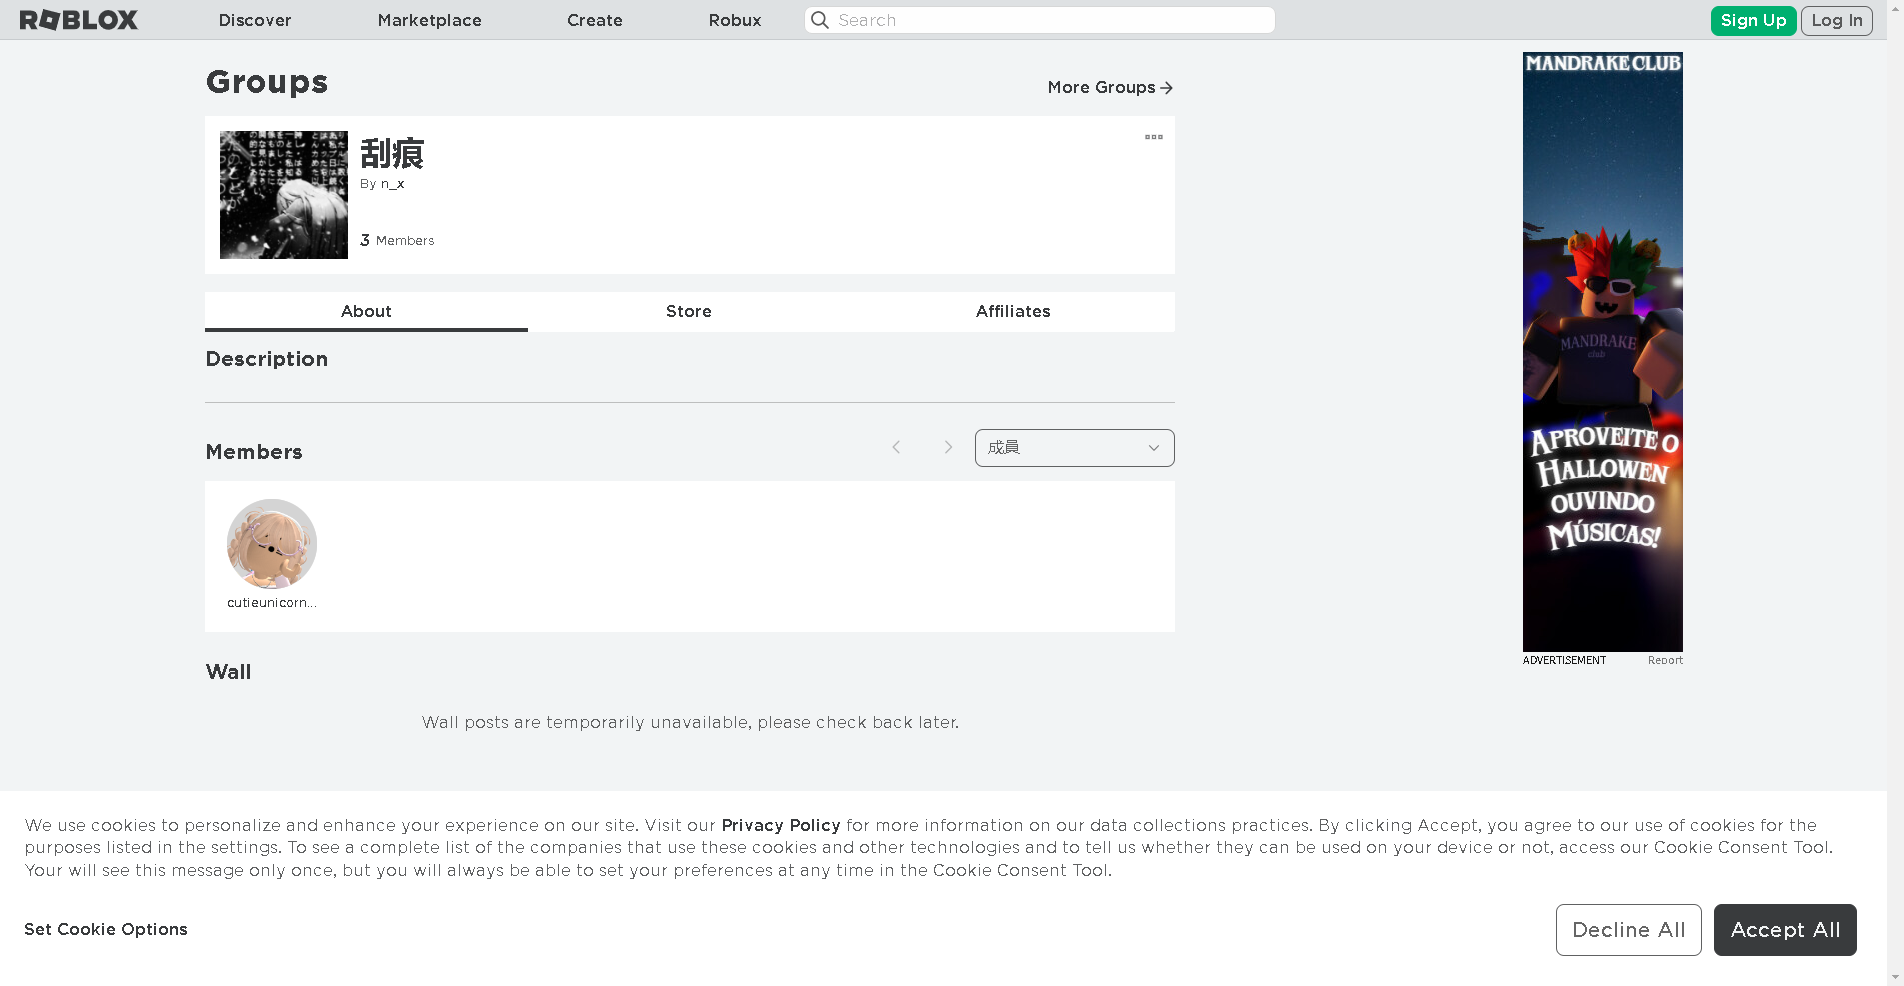 ROBLOX
Discover
Marketplace
Create
Robux
Search
Sign Up
Log In
Groups
More Groups
刮痕
By n_x
3 Members
About
Store
Affiliates
Description
Members
成員
cutieunicorn...
Wall
Wall posts are temporarily unavailable, please check back later.
MANDRAKE CLUB
MANDRAKE
club
APROVEITE O
HALLOWEN
OUVINDO
MÚSICAS!
ADVERTISEMENT
Report
We use cookies to personalize and enhance your experience on our site. Visit our Privacy Policy for more information on our data collections practices. By clicking Accept, you agree to our use of cookies for the
purposes listed in the settings. To see a complete list of the companies that use these cookies and other technologies and to tell us whether they can be used on your device or not, access our Cookie Consent Tool.
Your will see this message only once, but you will always be able to set your preferences at any time in the Cookie Consent Tool.
Set Cookie Options
Decline All
Accept All